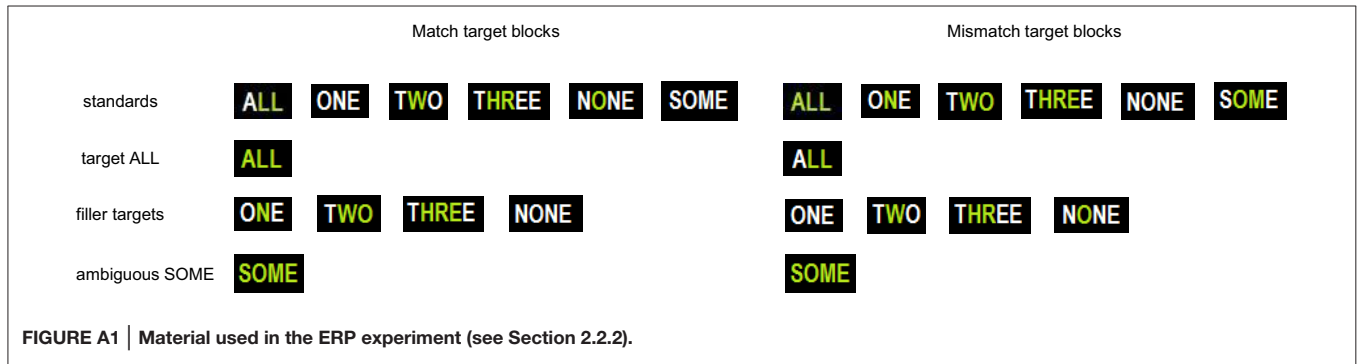 Match target blocks Mismatch target blocks
standards ALL ONE TWO THREE NONE SOME ALL ONE TWO THREE NONE SOME
target ALL ALL ALL
filler targets ONE TWO THREE NONE ONE TWO THREE NONE
ambiguous SOME SOME SOME
FIGURE A1 | Material used in the ERP experiment (see Section 2.2.2).